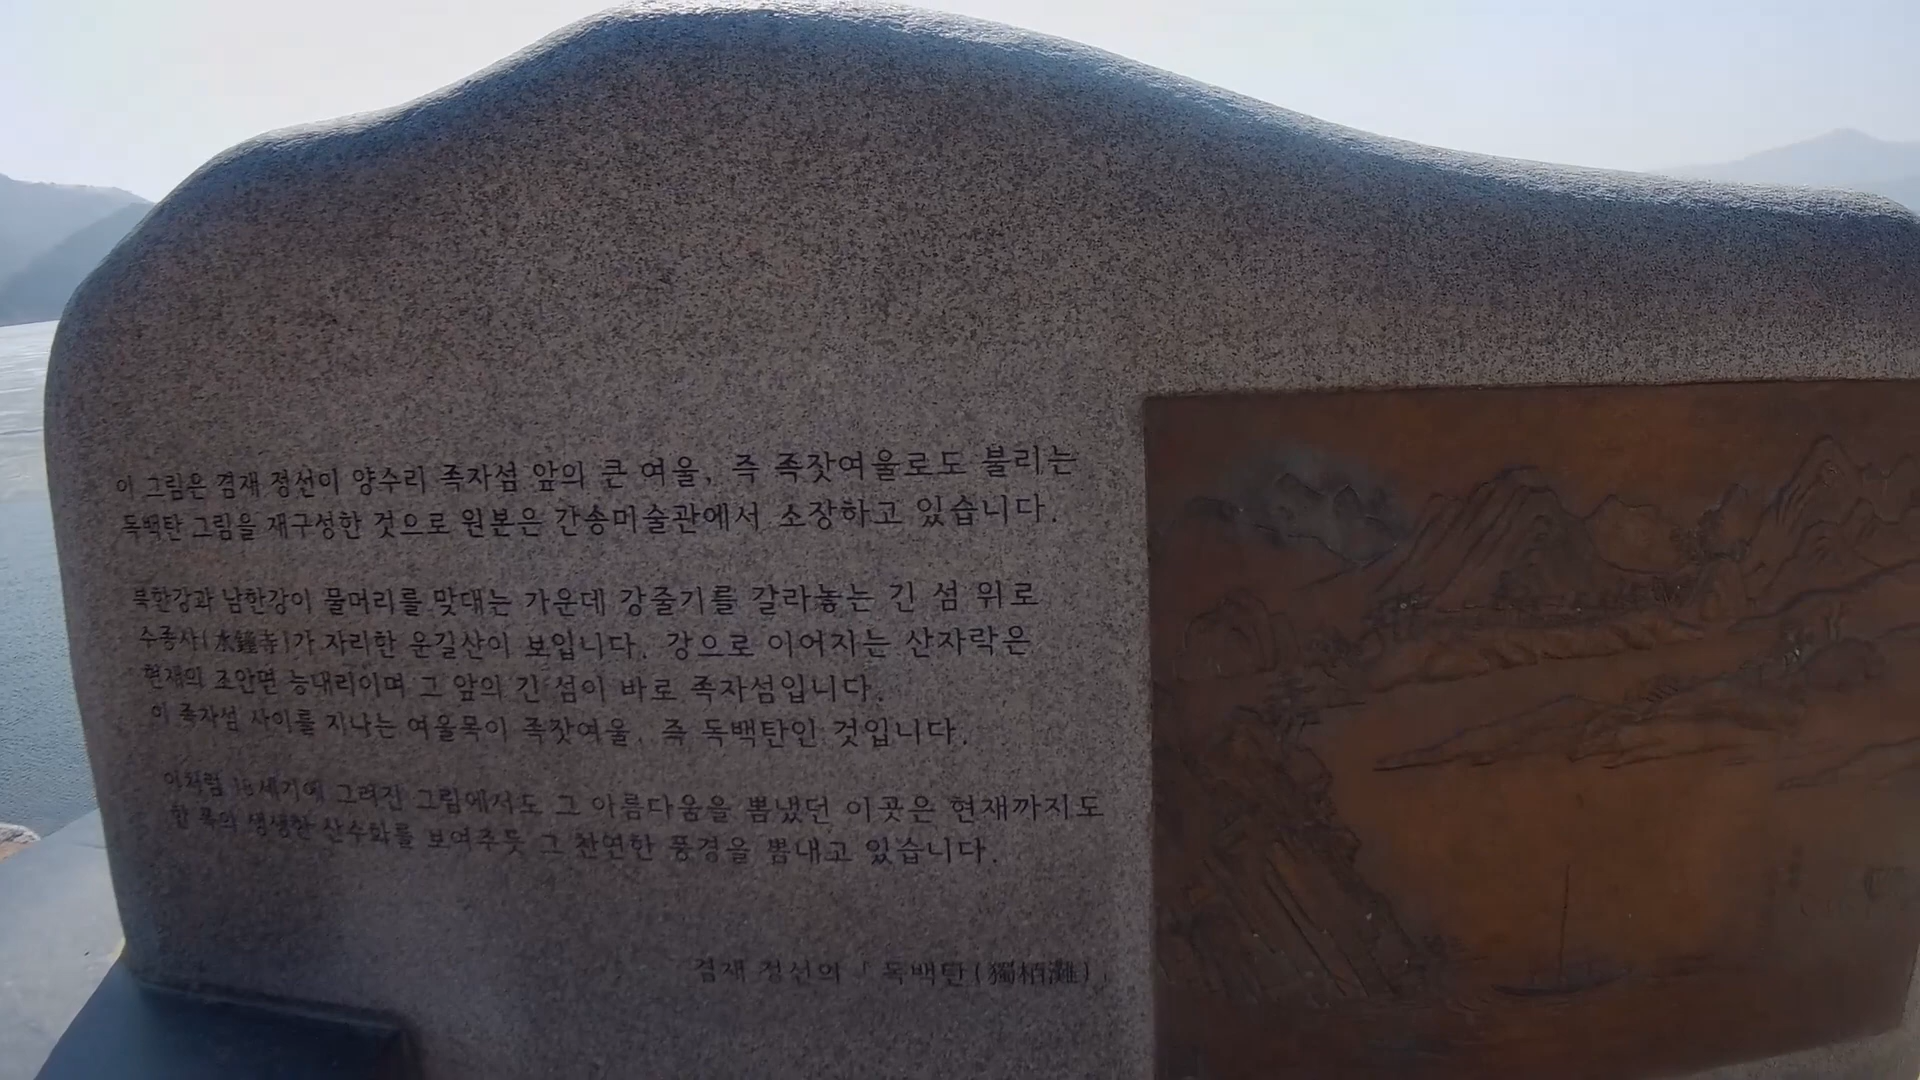 이 그림은 겸재 정선이 양수리 족자섬 앞의 큰 여울, 즉 족잣여울로도 불리는
독백탄 그림을 재구성한 것으로 원본은 간송미술관에서 소장하고 있습니다.
북한강과 남한강이 물머리를 맞대는 가운데 강줄기를 갈라놓는 긴 섬 위로
수종사(水鐘寺)가 자리한 운길산이 보입니다. 강으로 이어지는 산자락은
현재의 조안면 능내리이며 그 앞의 긴 섬이 바로 족자섬입니다.
이 족자섬 사이를 지나는 여울목이 족잣여울, 즉 독백탄인 것입니다.
이처럼 18세기에 그려진 그림에서도 그 아름다움을 뽐냈던 이곳은 현재까지도
한 폭의 생생한 산수화를 보여주듯 그 찬연한 풍경을 뽐내고 있습니다.
겸재 정선의 「독백탄(獨栢灘)」